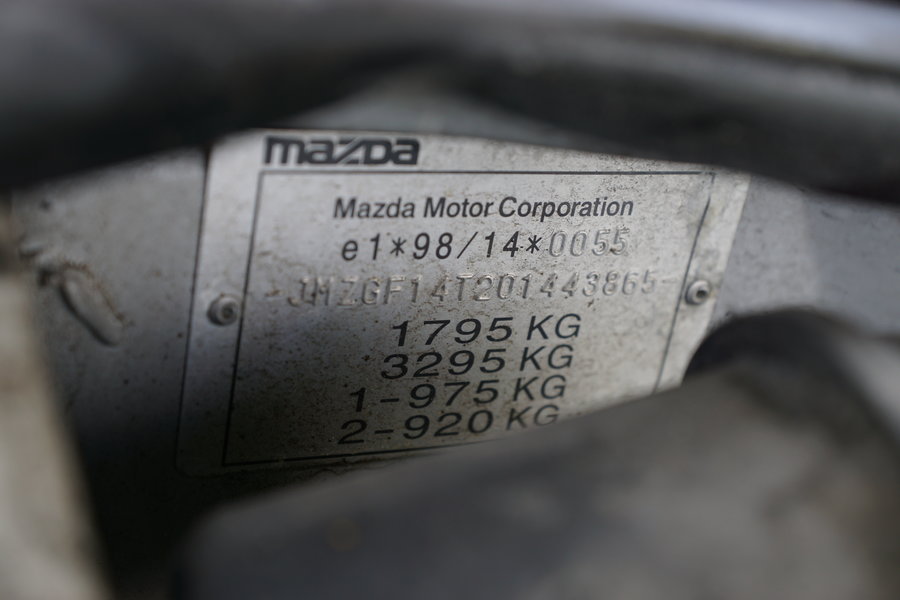 mazda
Mazda Motor Corporation
e1*98/14*0055
-JMZGF14T201443865-
1795 KG
3295 KG
1-975 KG
2-920 KG